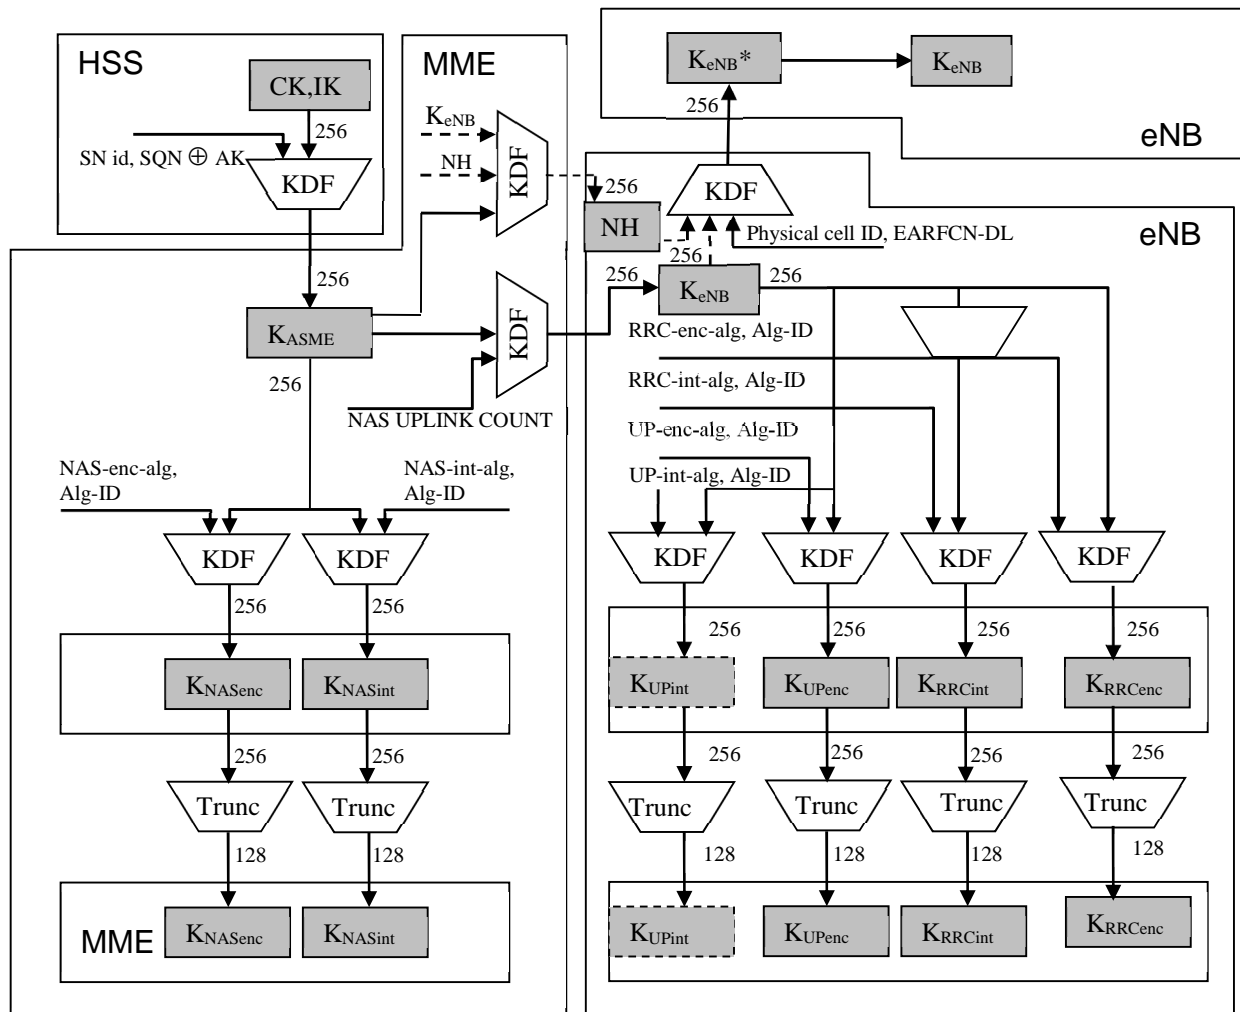 HSS
CK,IK
256
SN id, SQN ⊕ AK
KDF
256
MME
KeNB
NH
KDF
256
NH
KeNB*
KeNB
256
eNB
KDF
Physical cell ID, EARFCN-DL
eNB
256
256
KeNB
256
KASME
256
KDF
NAS UPLINK COUNT
RRC-enc-alg, Alg-ID
RRC-int-alg, Alg-ID
UP-enc-alg, Alg-ID
UP-int-alg, Alg-ID
NAS-enc-alg,
Alg-ID
NAS-int-alg,
Alg-ID
KDF
KDF
KDF
KDF
KDF
KDF
256
256
256
256
256
256
KNASenc
KNASint
KUPint
KUPenc
KRRCint
KRRCenc
256
256
256
256
256
256
Trunc
Trunc
Trunc
Trunc
Trunc
Trunc
128
128
128
128
128
128
MME
KNASenc
KNASint
KUPint
KUPenc
KRRCint
KRRCenc